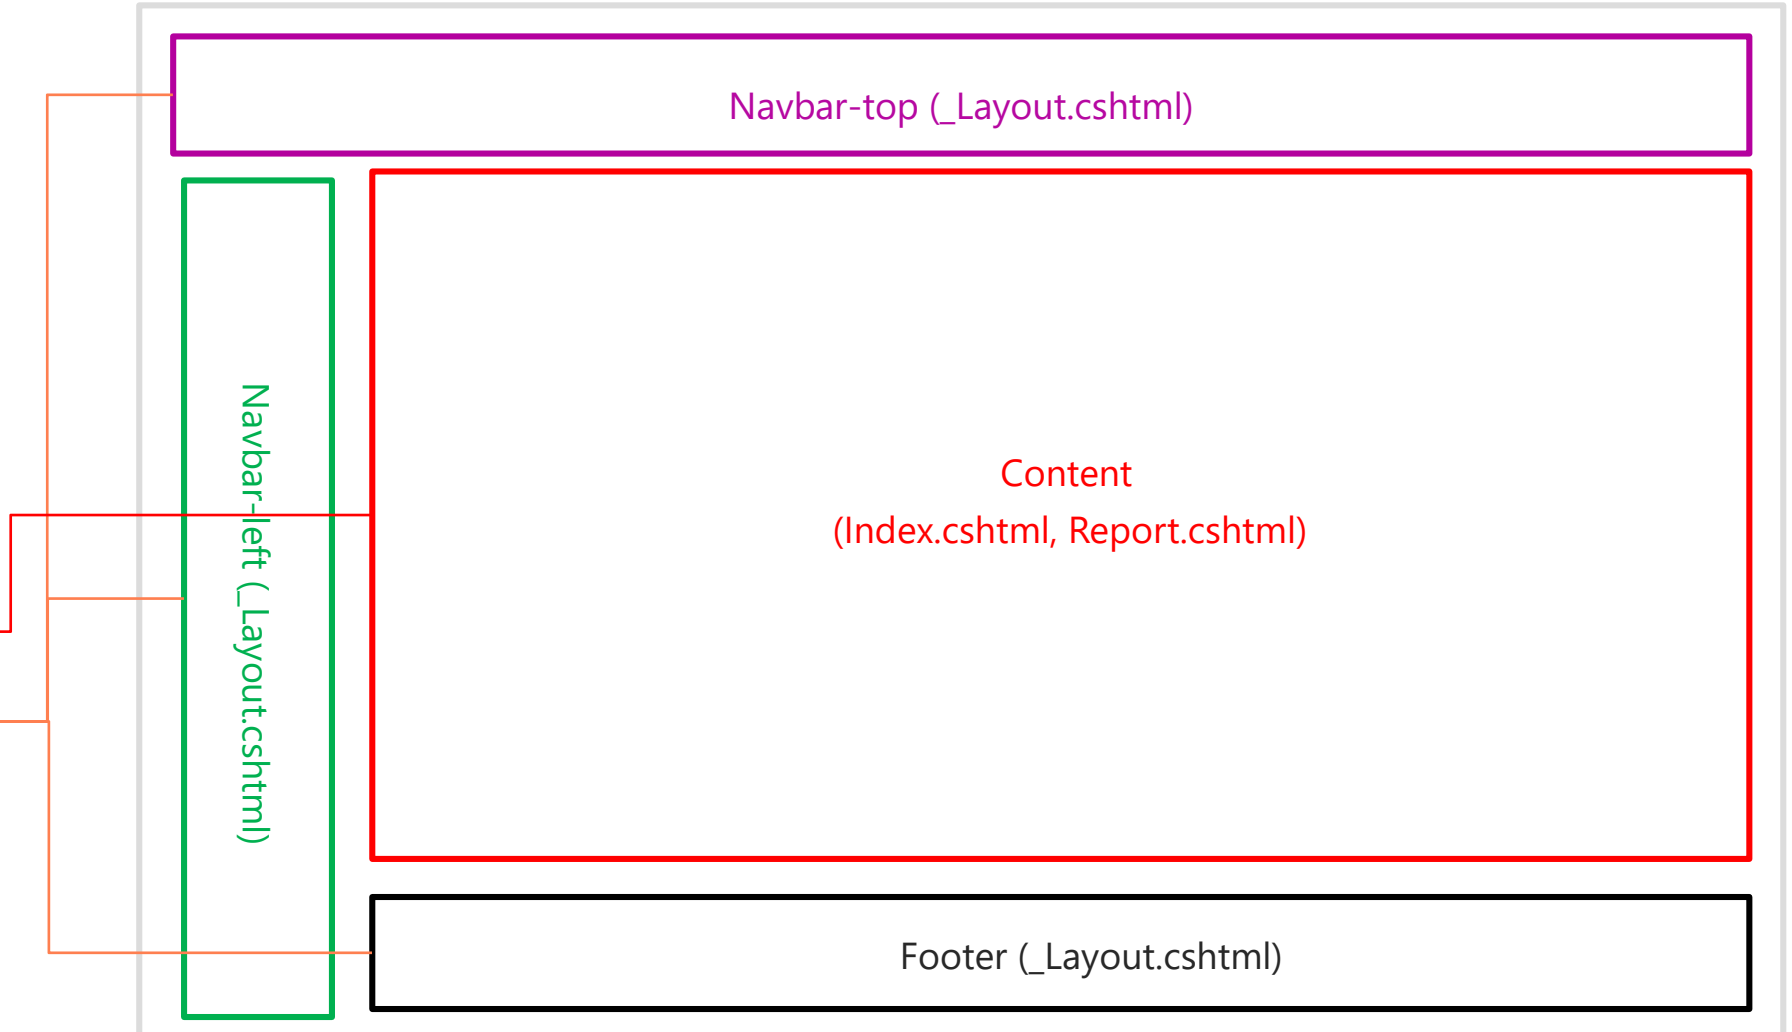 Navbar-top (_Layout.cshtml)
Navbar-left (_Layout.cshtml)
Content
(Index.cshtml, Report.cshtml)
Footer (_Layout.cshtml)